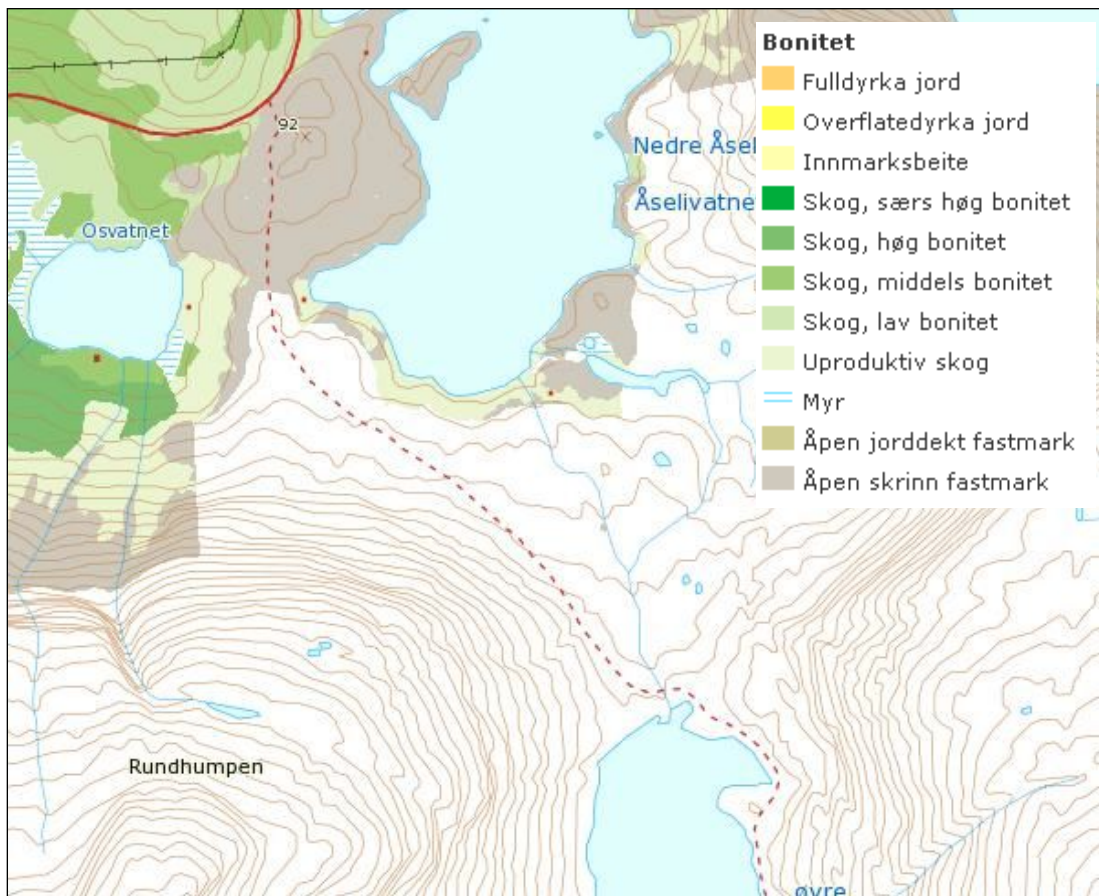 Bonitet
Fulldyrka jord
Overflatedyrka jord
Innmarksbeite
Skog, særs høg bonitet
Skog, høg bonitet
Skog, middels bonitet
Skog, lav bonitet
Uproduktiv skog
Myr
Åpen jorddekt fastmark
Åpen skrinn fastmark
92
Nedre Åsel
Åselivatne
Osvatnet
Rundhumpen
øvre